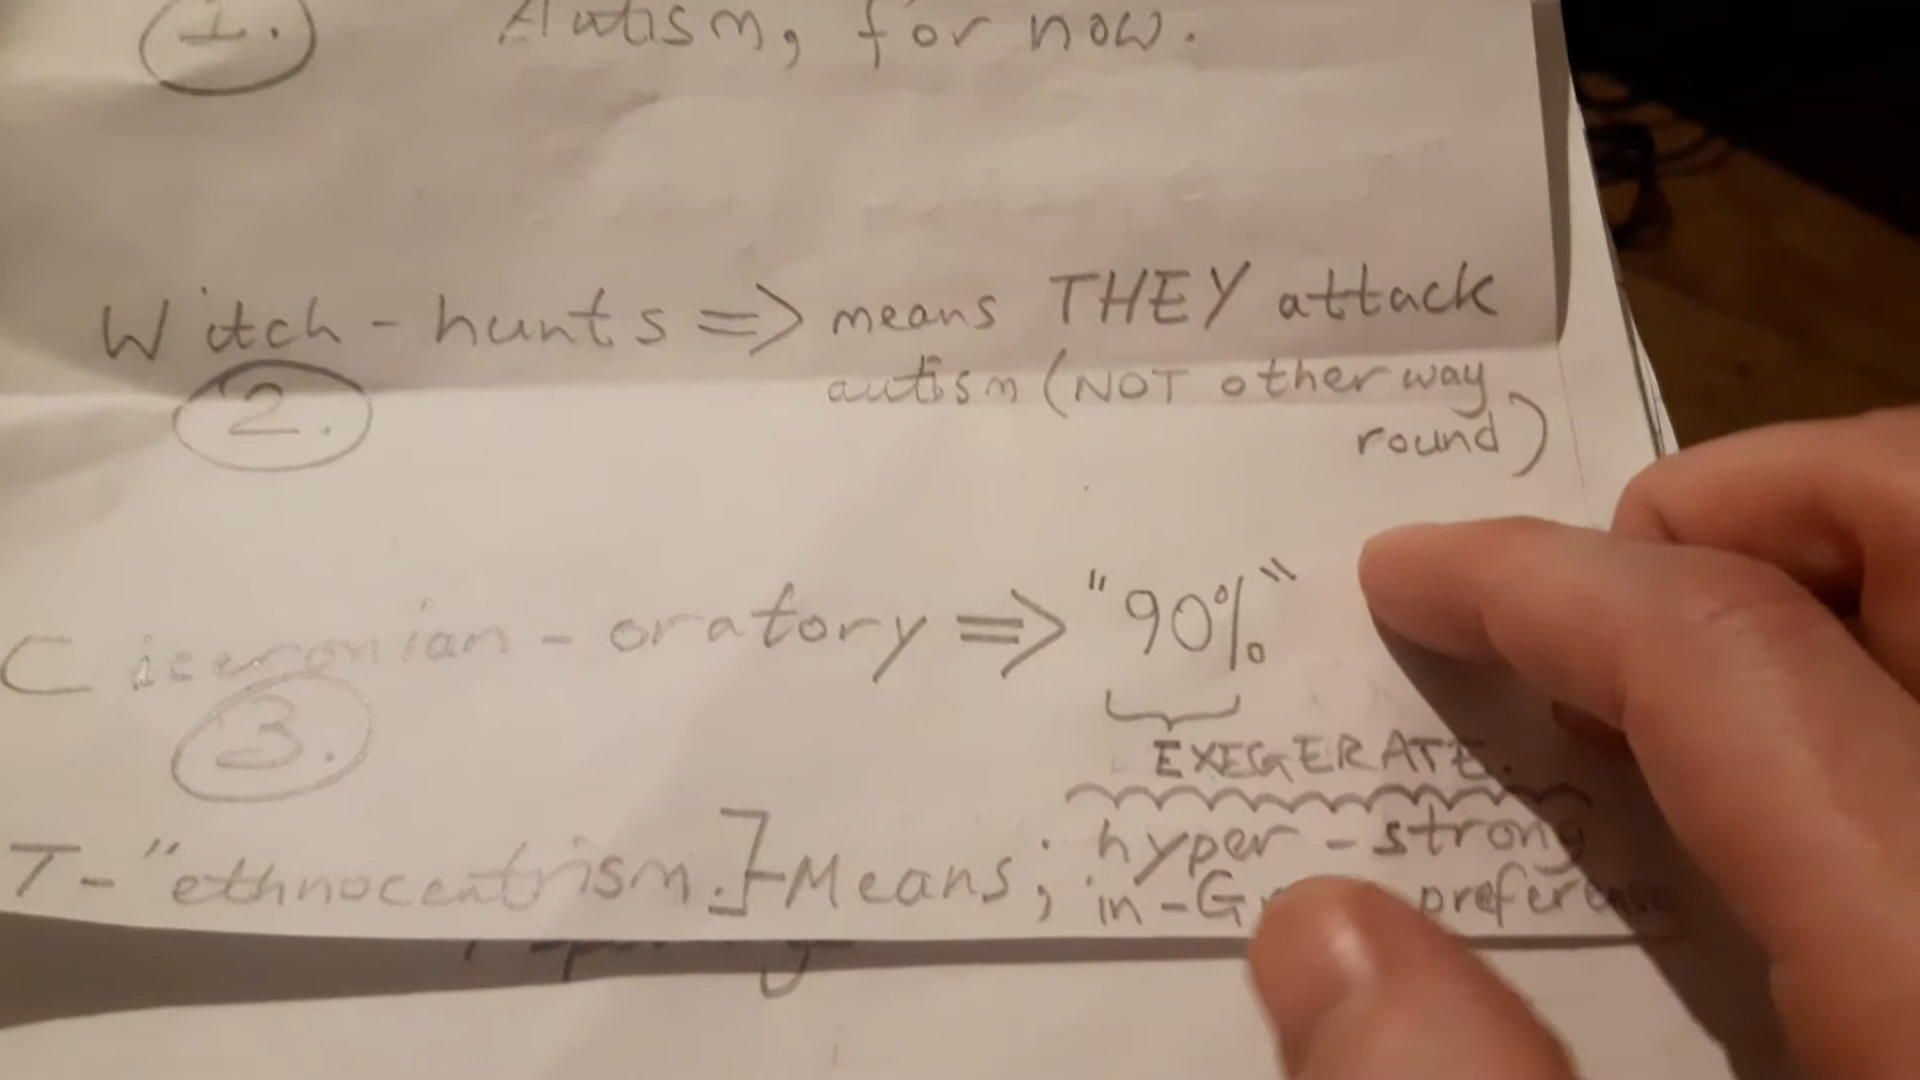 1. Autism, for now.
Witch-hunts => means THEY attack
autism (NOT other way
round)
2.
Ciceronian-oratory => "90%"
3.
EXEGERATE.
hyper-strong
T-"ethnocentrism.]-Means; in-G preference